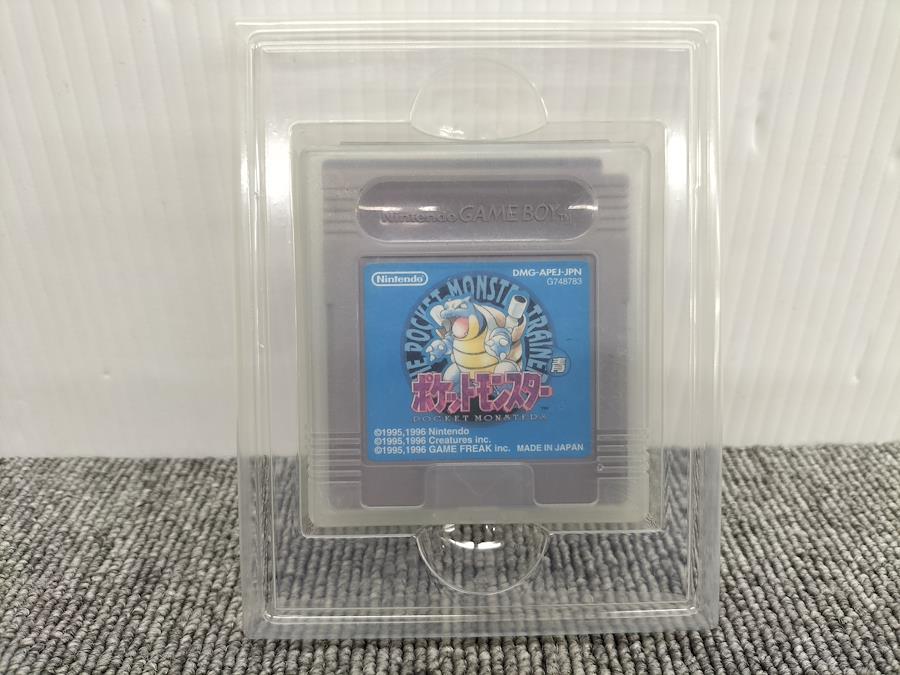 Nintendo GAME BOY TM
Nintendo
DMG-APEJ-JPN
G748783
THE POCKET MONSTER TRAINER
青
ポケットモンスター
TM
POCKET MONSTERS
©1995,1996 Nintendo
©1995,1996 Creatures inc.
©1995,1996 GAME FREAK inc. MADE IN JAPAN